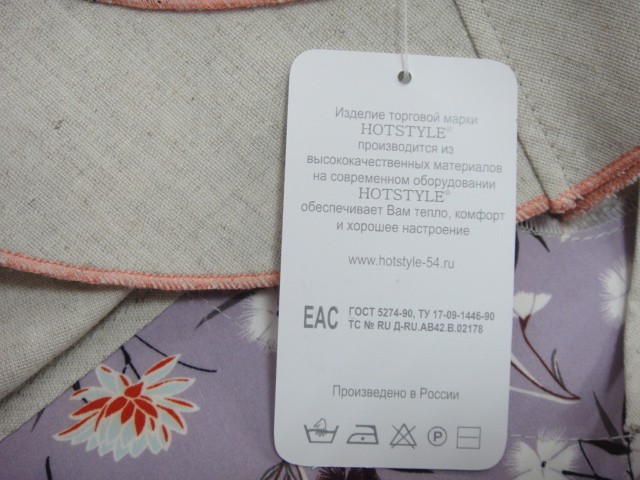 Изделие торговой марки
HOTSTYLE®
производится из
высококачественных материалов
на современном оборудовании
HOTSTYLE®
обеспечивает Вам тепло, комфорт
и хорошее настроение
www.hotstyle-54.ru
EAC
ГОСТ 5274-90, ТУ 17-09-1446-90
ТС № RU Д-RU.АВ42.В.02178
Произведено в России
P